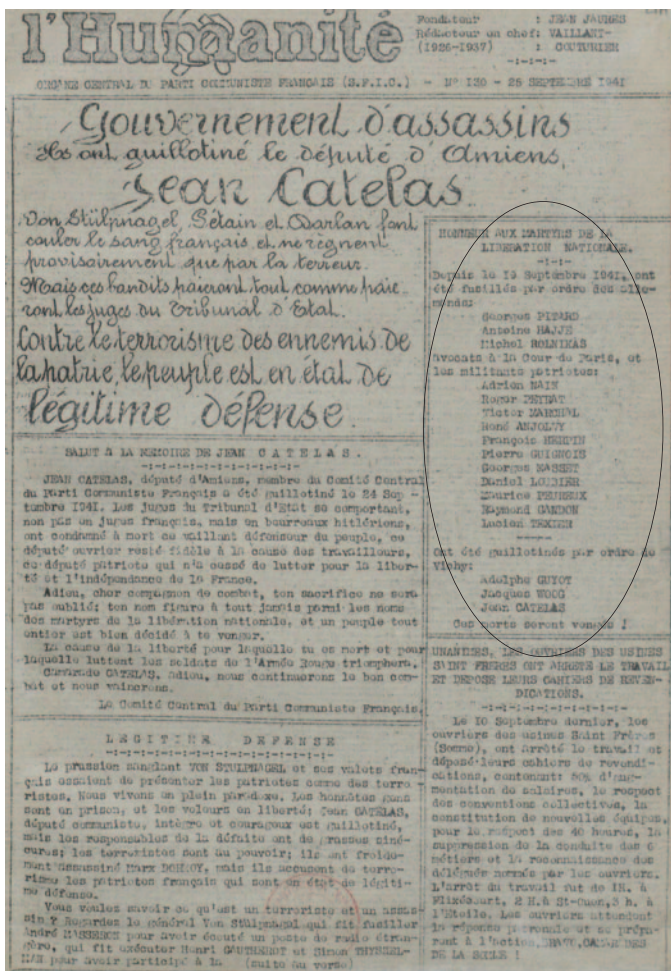 l'Humanité
Fondateur : JEAN JAURES
Rédacteur en chef: VAILLANT-
(1926-1937) : COUTURIER
-:-:-
ORGANE CENTRAL DU PARTI COMMUNISTE FRANCAIS (S.F.I.C.) - N° 130 - 25 SEPTEMBRE 1941
Gouvernement d'assassins
Ils ont guillotiné le député d'Amiens,
Jean Catelas
Von Stülpnagel, Pétain et Darlan font
couler le sang français et ne règnent
provisoirement que par la terreur.
Mais ces bandits paieront tout comme paie-
ront les juges du Tribunal d'Etat.
Contre le terrorisme des ennemis de
la patrie, le peuple est en état de
légitime défense.
SALUT A LA MEMOIRE DE JEAN C A T E L A S .
-:-:-:-:-:-:-:-:-:-:-
JEAN CATELAS, député d'Amiens, membre du Comité Central
du Parti Communiste Français a été guillotiné le 24 Sep-
tembre 1941. Les juges du Tribunal d'Etat se comportant,
non pas en juges français, mais en bourreaux hitlériens,
ont condamné à mort ce vaillant défenseur du peuple, ce
député ouvrier resté fidèle à la cause des travailleurs,
ce député patriote qui n'a cessé de lutter pour la liber-
té et l'indépendance de la France.
Adieu, cher compagnon de combat, ton sacrifice ne sera
pas oublié; ton nom figure à tout jamais parmi les noms
des martyrs de la libération nationale, et un peuple tout
entier est bien décidé à te venger.
La cause de la liberté pour laquelle tu es mort et pour
laquelle luttent les soldats de l'Armée Rouge triomphera.
Camarade CATELAS, adieu, nous continuerons le bon com-
bat et nous vaincrons.
Le Comité Central du Parti Communiste Français.
L E G I T I M E D E F E N S E
-:-:-:-:-:-:-:-:-:-:-:-
Le prussien sanglant VON STULPNAGEL et ses valets fran-
çais essaient de présenter les patriotes comme des terro-
ristes. Nous vivons en plein paradoxe. Les honnêtes gens
sont en prison, et les voleurs en liberté; Jean CATELAS,
député communiste, intègre et courageux est guillotiné,
mais les responsables de la défaite ont de grasses siné-
cures; les terroristes sont au pouvoir; ils ont froide-
ment assassiné Marx DORMOY, mais ils accusent de terro-
risme les patriotes français qui sont en état de légiti-
me défense.
Vous voulez savoir ce qu'est un terroriste et un assas-
sin ? Regardez le général Von Stulpnagel qui fit fusiller
André pour avoir écouté un poste de radio étran-
gère, qui fit exécuter Henri GAUTHEROT et Simon TYSZEL-
MAN pour avoir participé à la (suite au verso)
HONNEUR AUX MARTYRS DE LA
LIBERATION NATIONALE.
-:-:-
Depuis le 19 Septembre 1941, ont
été fusillés par ordre des alle-
mands:
Georges PITARD
Antoine HAJJE
Michel ROLNIKAS
avocats à la Cour de Paris, et
les militants patriotes:
Adrien NAIN
Roger PEYRAT
Victor MARCHAL
René ANJOLVY
François
Pierre GUIGNOIS
Georges MASSET
Daniel LOUBIER
Maurice PEUREUX
Raymond GANDON
Lucien TEXIER
-----
Ont été guillotinés par ordre de
Vichy:
Adolphe GUYOT
Jacques WOOG
Jean CATELAS
Ces morts seront vengés !
UNANIMES, LES OUVRIERS DES USINES
SAINT FRERES ONT ARRETE LE TRAVAIL
ET DEPOSE LEURS CAHIERS DE REVEN-
DICATIONS.
-:-:-:-:-:-:-:-:-
Le 10 Septembre dernier, les
ouvriers des usines Saint Frères
(Somme), ont arrêté le travail et
déposé leurs cahiers de revendi-
cations, contenant: 50% d'aug-
mentation de salaires, le respect
des conventions collectives, la
constitution de nouvelles équipes,
pour le respect des 40 heures, la
suppression de la conduite des 6
métiers et la reconnaissance des
délégués nommés par les ouvriers.
L'arrêt du travail fut de 1H. à
Flixécourt, 2 H. à St-Ouen, 3 h. à
l'Etoile. Les ouvriers attendent
la réponse patronale et se prépa-
rent à l'action. BRAVO, CAMARADES
DE LA SOMME !